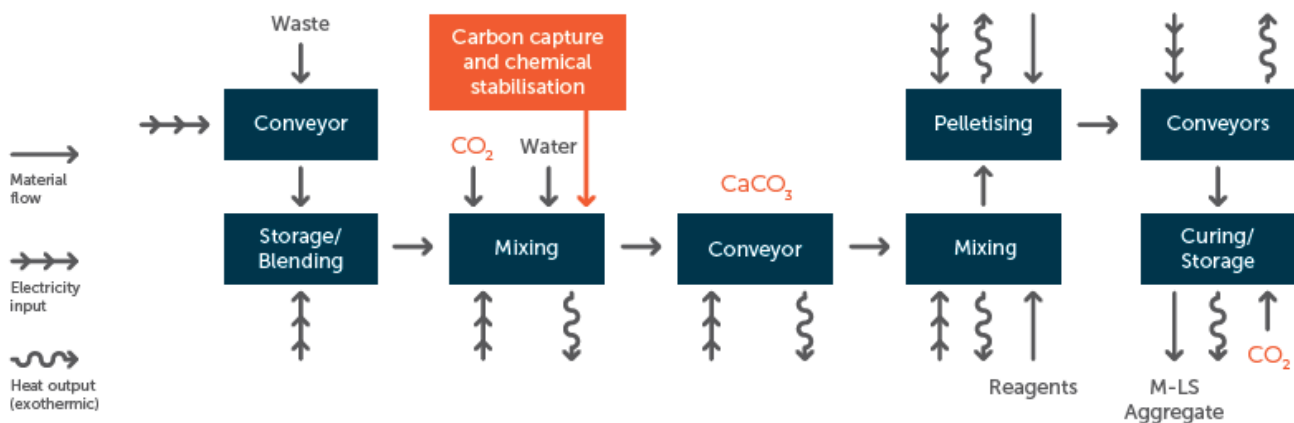 Waste
Carbon capture
and chemical
stabilisation
Conveyor
CO₂
Water
Pelletising
Conveyors
Material
flow
CaCO₃
Storage/
Blending
Mixing
Conveyor
Mixing
Curing/
Storage
Electricity
input
Heat output
(exothermic)
Reagents
M-LS
Aggregate
CO₂